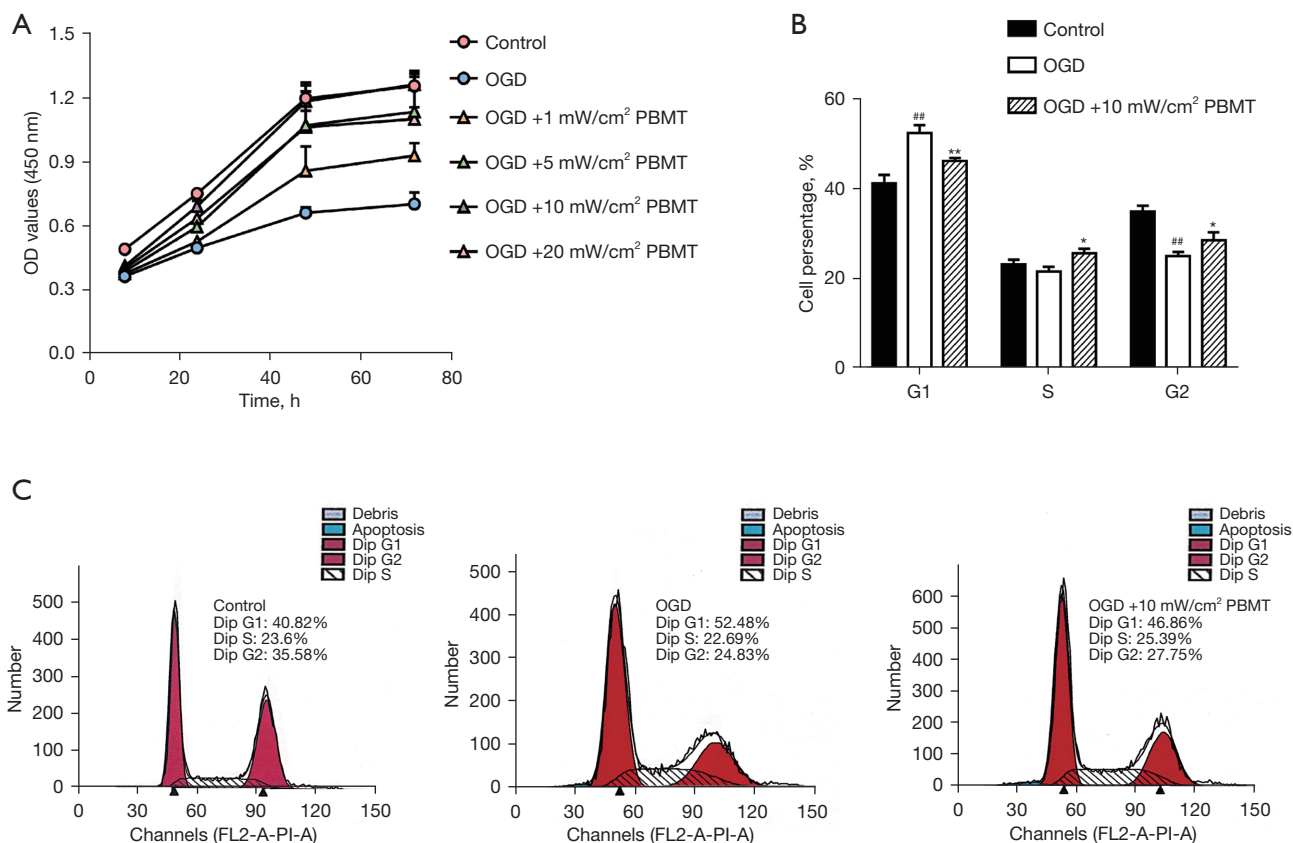 A
OD values (450 nm)
1.5
1.2
0.9
0.6
0.3
0.0
0 20 40 60 80
Time, h
Control
OGD
OGD +1 mW/cm² PBMT
OGD +5 mW/cm² PBMT
OGD +10 mW/cm² PBMT
OGD +20 mW/cm² PBMT
B
Control
OGD
OGD +10 mW/cm² PBMT
Cell persentage, %
60
40
20
0
## **
*
## *
G1 S G2
C
Debris
Apoptosis
Dip G1
Dip G2
Dip S
Control
Dip G1: 40.82%
Dip S: 23.6%
Dip G2: 35.58%
Number
500
400
300
200
100
0
0 30 60 90 120 150
Channels (FL2-A-PI-A)
Debris
Apoptosis
Dip G1
Dip G2
Dip S
OGD
Dip G1: 52.48%
Dip S: 22.69%
Dip G2: 24.83%
Number
500
400
300
200
100
0
0 30 60 90 120 150
Channels (FL2-A-PI-A)
Debris
Apoptosis
Dip G1
Dip G2
Dip S
OGD +10 mW/cm² PBMT
Dip G1: 46.86%
Dip S: 25.39%
Dip G2: 27.75%
Number
600
500
400
300
200
100
0
0 30 60 90 120 150
Channels (FL2-A-PI-A)